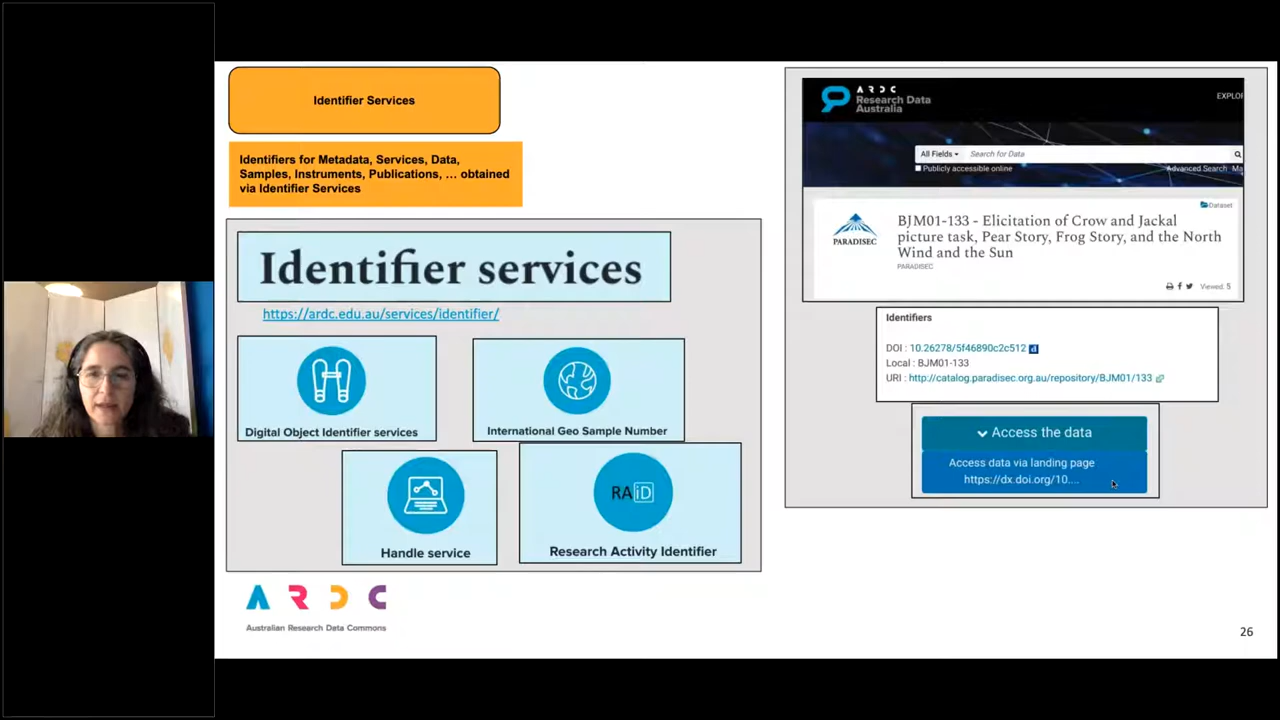 Identifier Services
Identifiers for Metadata, Services, Data,
Samples, Instruments, Publications, … obtained
via Identifier Services
Identifier services
https://ardc.edu.au/services/identifier/
Digital Object Identifier services
International Geo Sample Number
Handle service
RAiD
Research Activity Identifier
ARDC
Australian Research Data Commons
ARDC
Research Data
Australia
EXPLO
All Fields
Search for Data
Publicly accessible online
Advanced Search
Ma
Dataset
PARADISEC
BJM01-133 - Elicitation of Crow and Jackal
picture task, Pear Story, Frog Story, and the North
Wind and the Sun
PARADISEC
Viewed: 5
Identifiers
DOI : 10.26278/5f46890c2c512
Local : BJM01-133
URI : http://catalog.paradisec.org.au/repository/BJM01/133
Access the data
Access data via landing page
https://dx.doi.org/10....
26